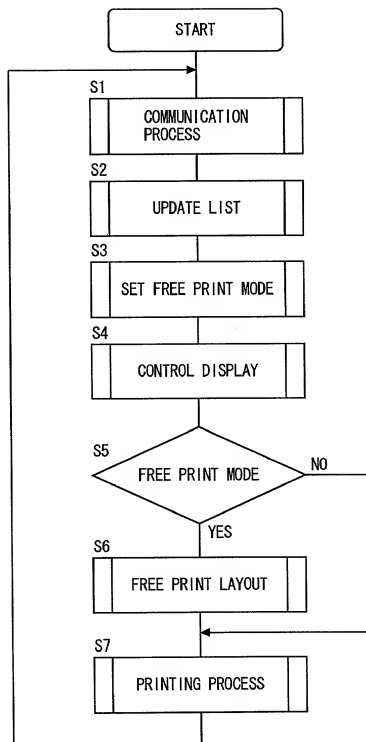 START
S1
COMMUNICATION
PROCESS
S2
UPDATE LIST
S3
SET FREE PRINT MODE
S4
CONTROL DISPLAY
S5
FREE PRINT MODE
NO
YES
S6
FREE PRINT LAYOUT
S7
PRINTING PROCESS